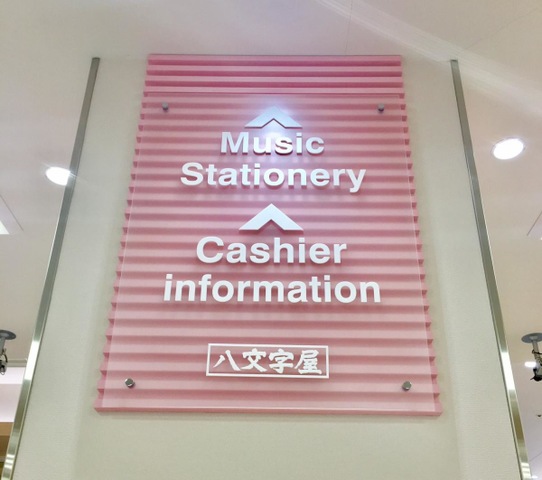 Music
Stationery
Cashier
information
八文字屋